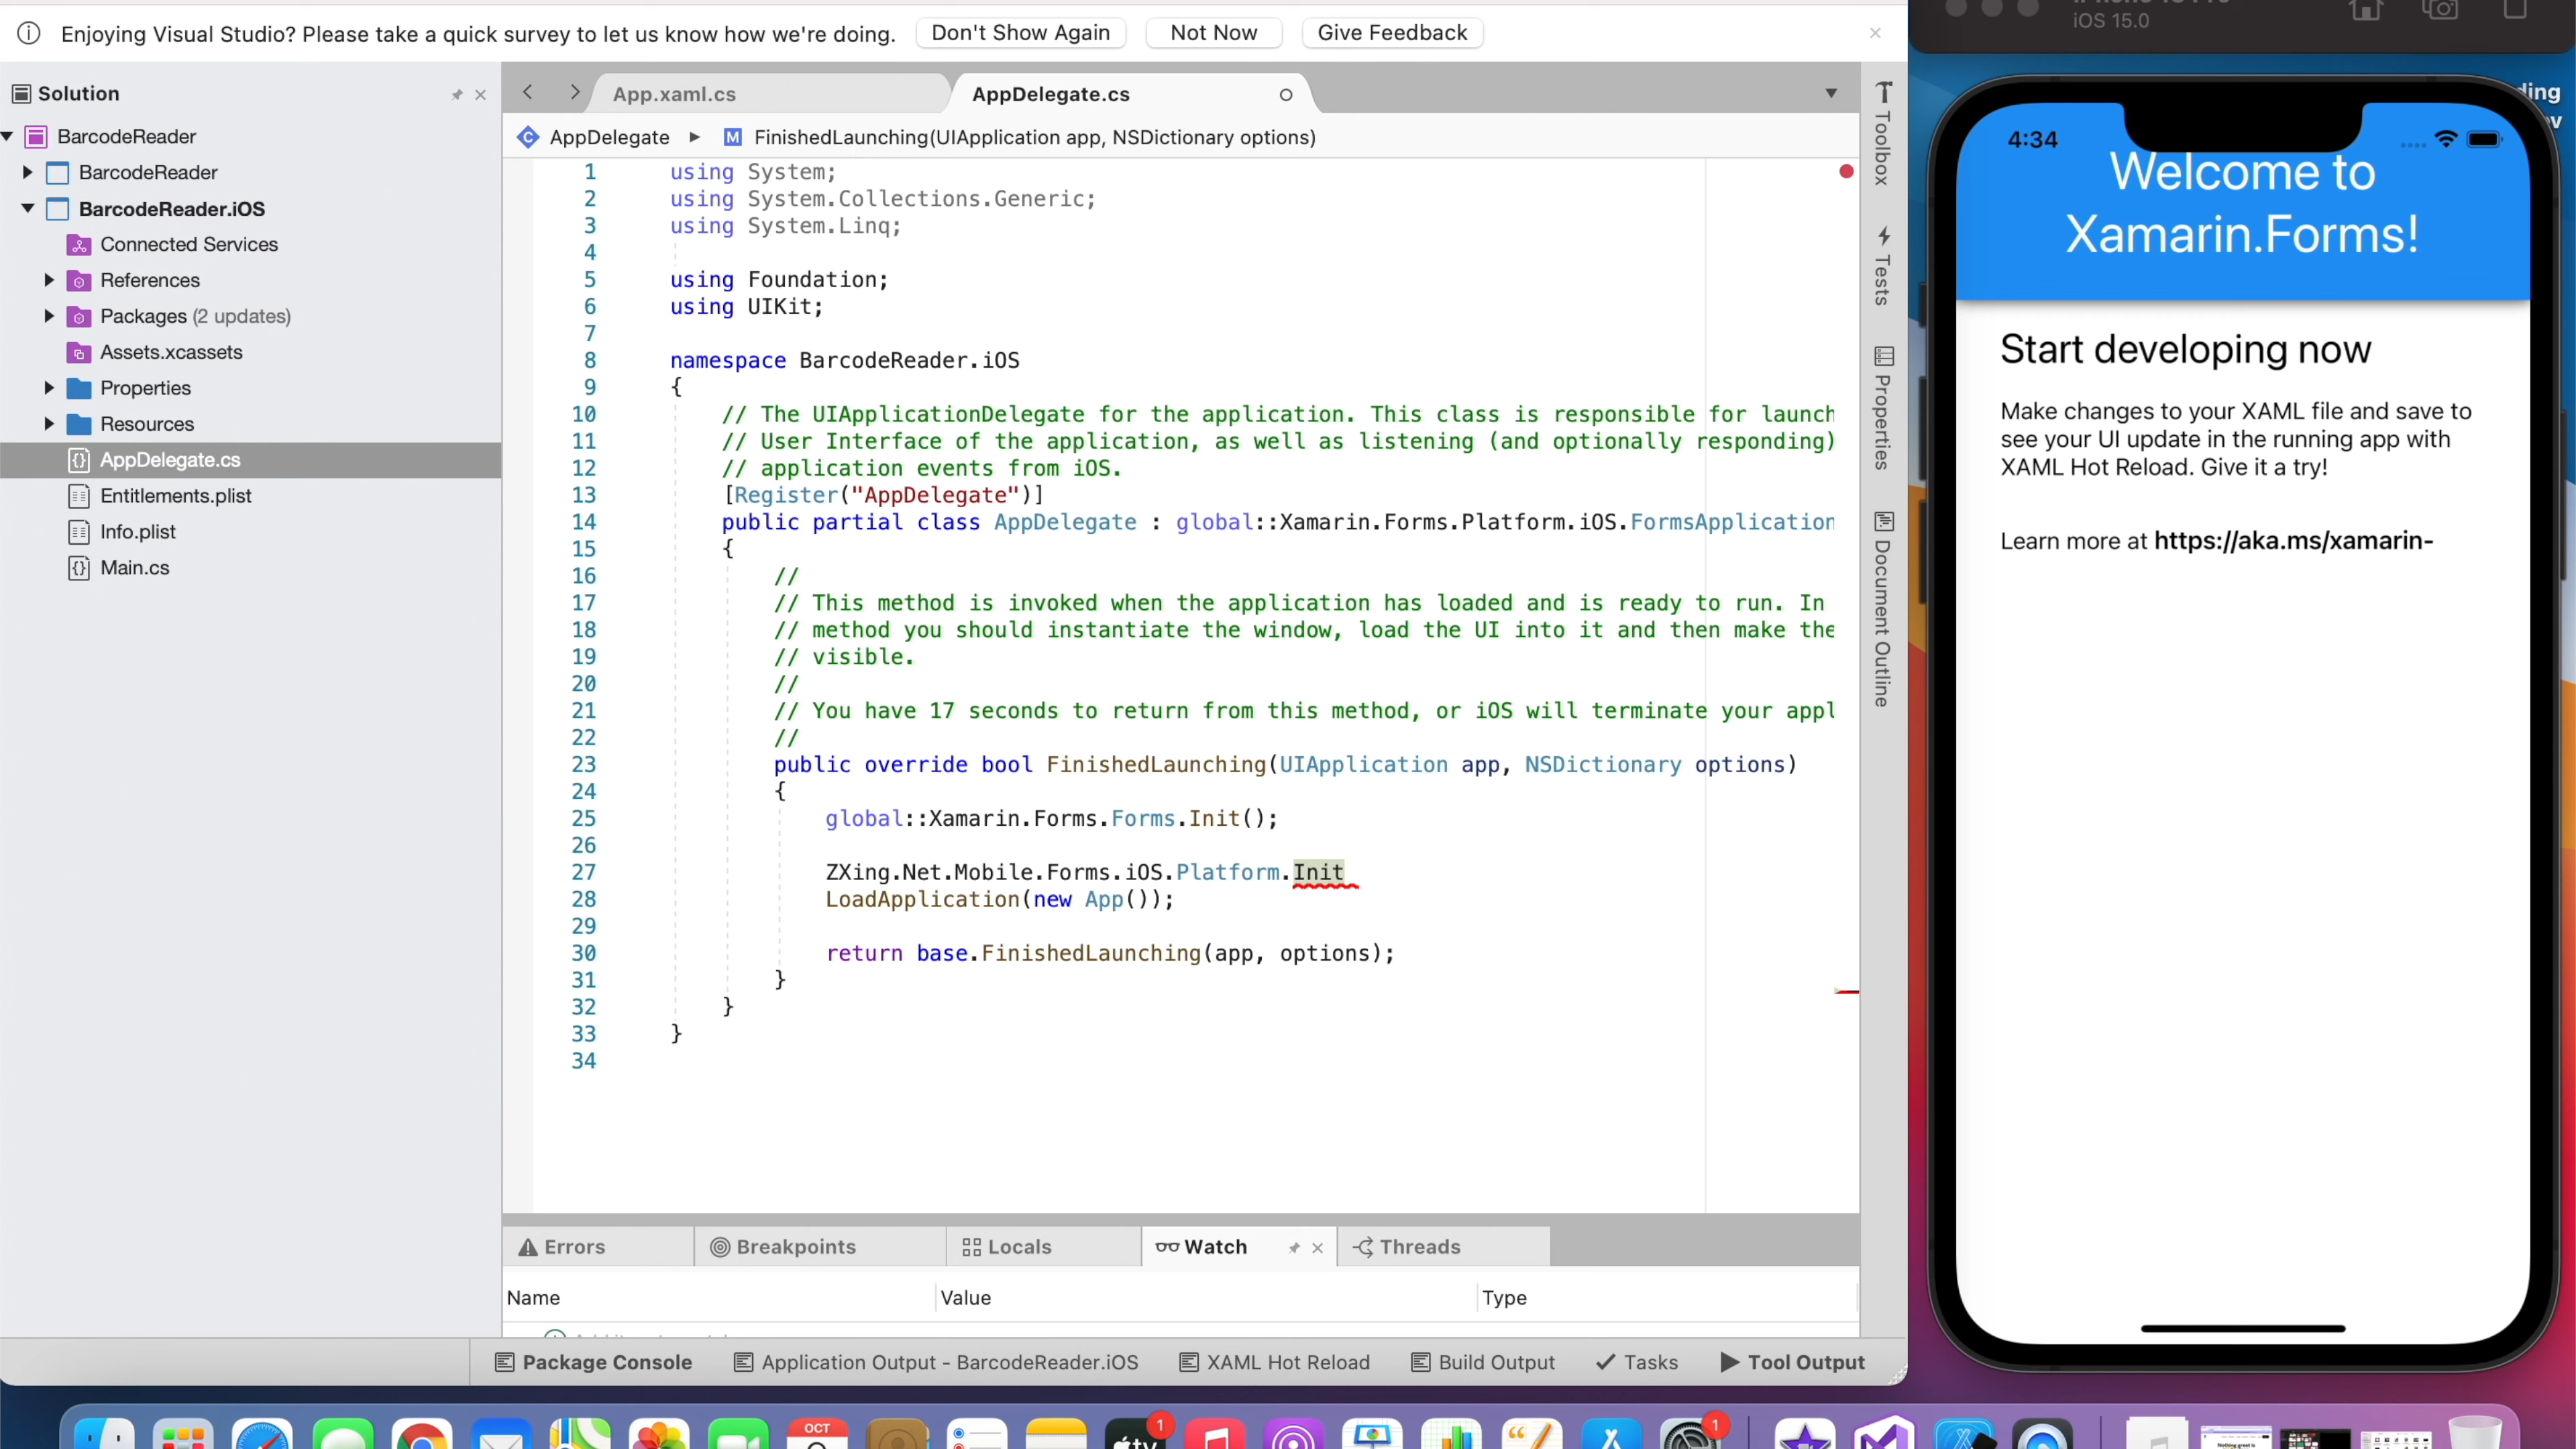 Enjoying Visual Studio? Please take a quick survey to let us know how we're doing.
Don't Show Again
Not Now
Give Feedback
Solution
BarcodeReader
BarcodeReader
BarcodeReader.iOS
Connected Services
References
Packages (2 updates)
Assets.xcassets
Properties
Resources
AppDelegate.cs
Entitlements.plist
Info.plist
Main.cs
App.xaml.cs
AppDelegate.cs
AppDelegate
FinishedLaunching(UIApplication app, NSDictionary options)
1 using System;
2 using System.Collections.Generic;
3 using System.Linq;
4
5 using Foundation;
6 using UIKit;
7
8 namespace BarcodeReader.iOS
9 {
10 // The UIApplicationDelegate for the application. This class is responsible for launch
11 // User Interface of the application, as well as listening (and optionally responding)
12 // application events from iOS.
13 [Register("AppDelegate")]
14 public partial class AppDelegate : global::Xamarin.Forms.Platform.iOS.FormsApplication
15 {
16 //
17 // This method is invoked when the application has loaded and is ready to run. In
18 // method you should instantiate the window, load the UI into it and then make the
19 // visible.
20 //
21 // You have 17 seconds to return from this method, or iOS will terminate your appl
22 //
23 public override bool FinishedLaunching(UIApplication app, NSDictionary options)
24 {
25 global::Xamarin.Forms.Forms.Init();
26
27 ZXing.Net.Mobile.Forms.iOS.Platform.Init
28 LoadApplication(new App());
29
30 return base.FinishedLaunching(app, options);
31 }
32 }
33 }
34
Toolbox
Tests
Properties
Document Outline
Errors
Breakpoints
Locals
Watch
Threads
Name
Value
Type
Package Console
Application Output - BarcodeReader.iOS
XAML Hot Reload
Build Output
Tasks
Tool Output
iOS 15.0
4:34
Welcome to
Xamarin.Forms!
Start developing now
Make changes to your XAML file and save to
see your UI update in the running app with
XAML Hot Reload. Give it a try!
Learn more at https://aka.ms/xamarin-
OCT
tv
1
1